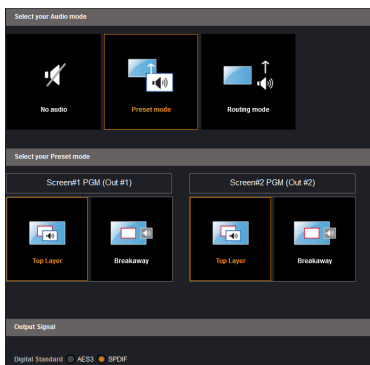 Select your Audio mode
No audio
Preset mode
Routing mode
Select your Preset mode
Screen#1 PGM (Out #1)
Screen#2 PGM (Out #2)
Top Layer
Breakaway
Top Layer
Breakaway
Output Signal
Digital Standard AES3 SPDIF